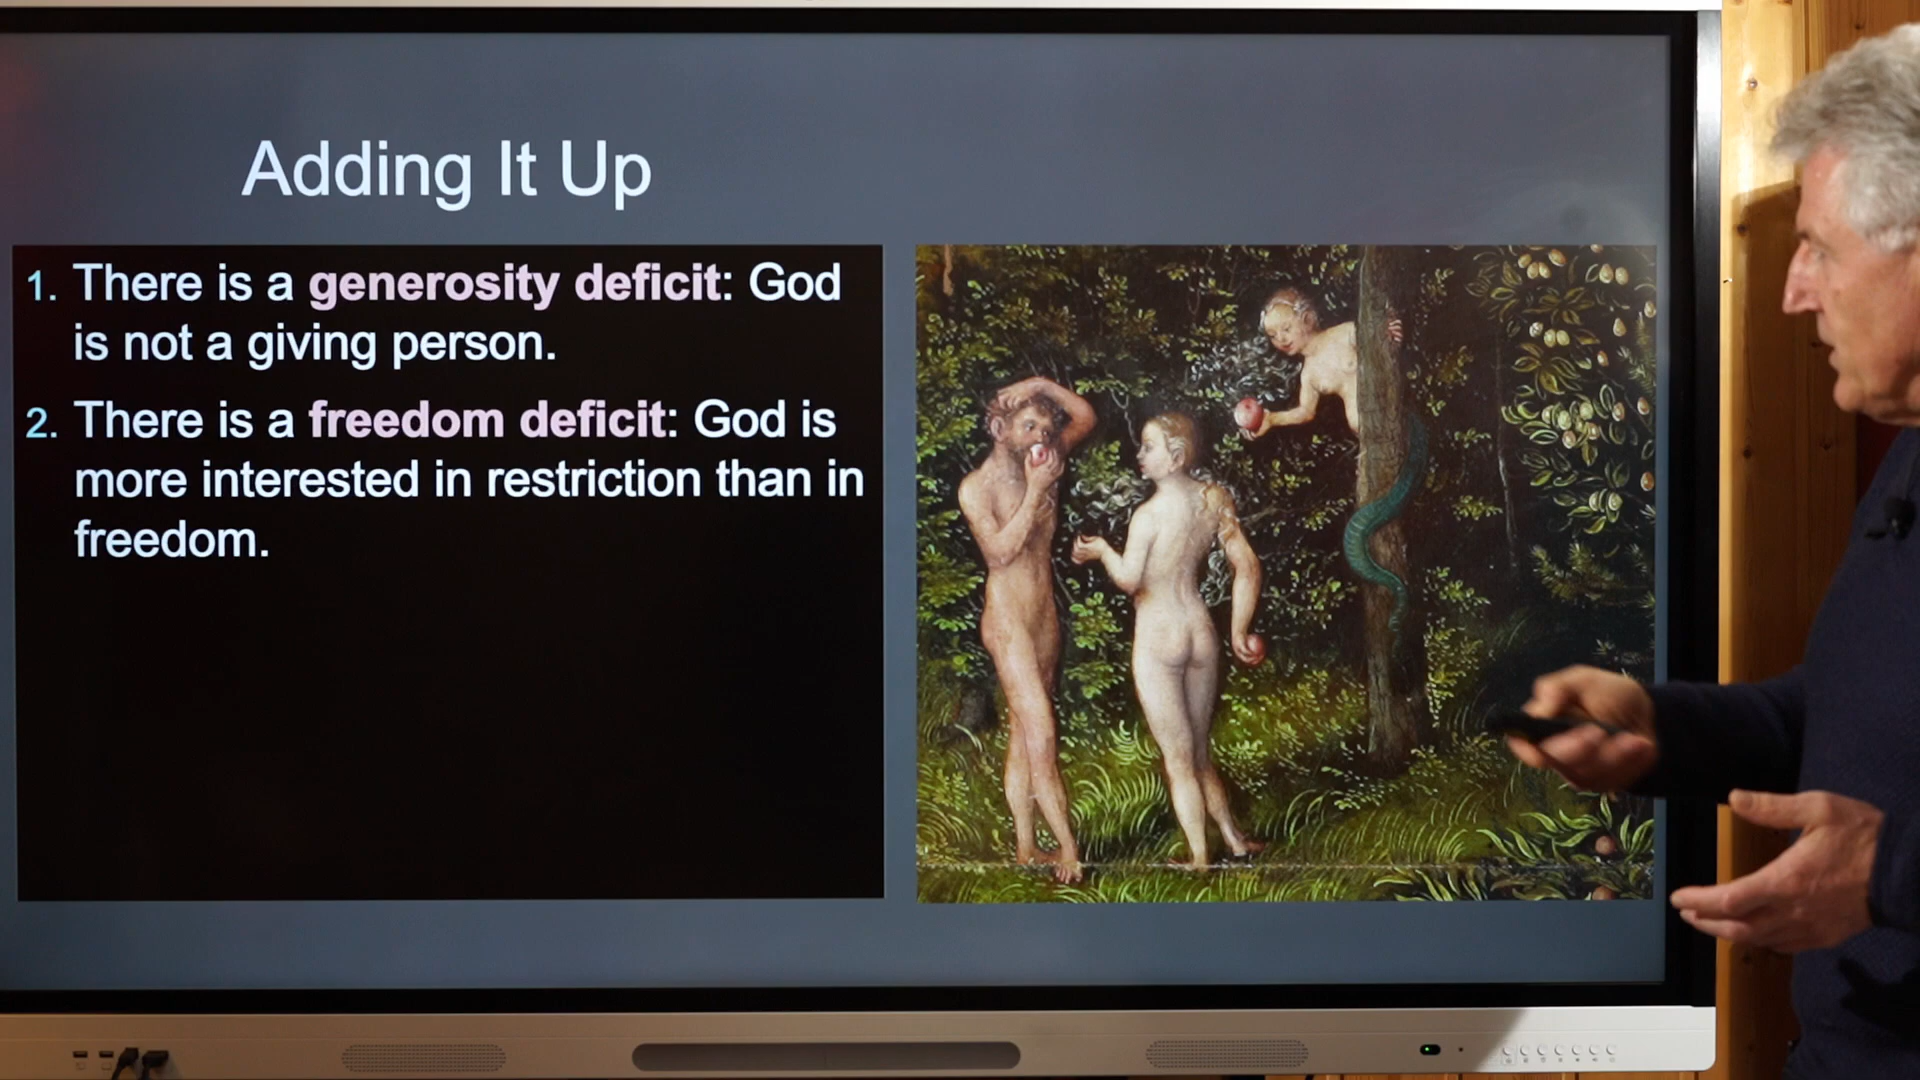 Adding It Up
1. There is a generosity deficit: God
is not a giving person.
2. There is a freedom deficit: God is
more interested in restriction than in
freedom.